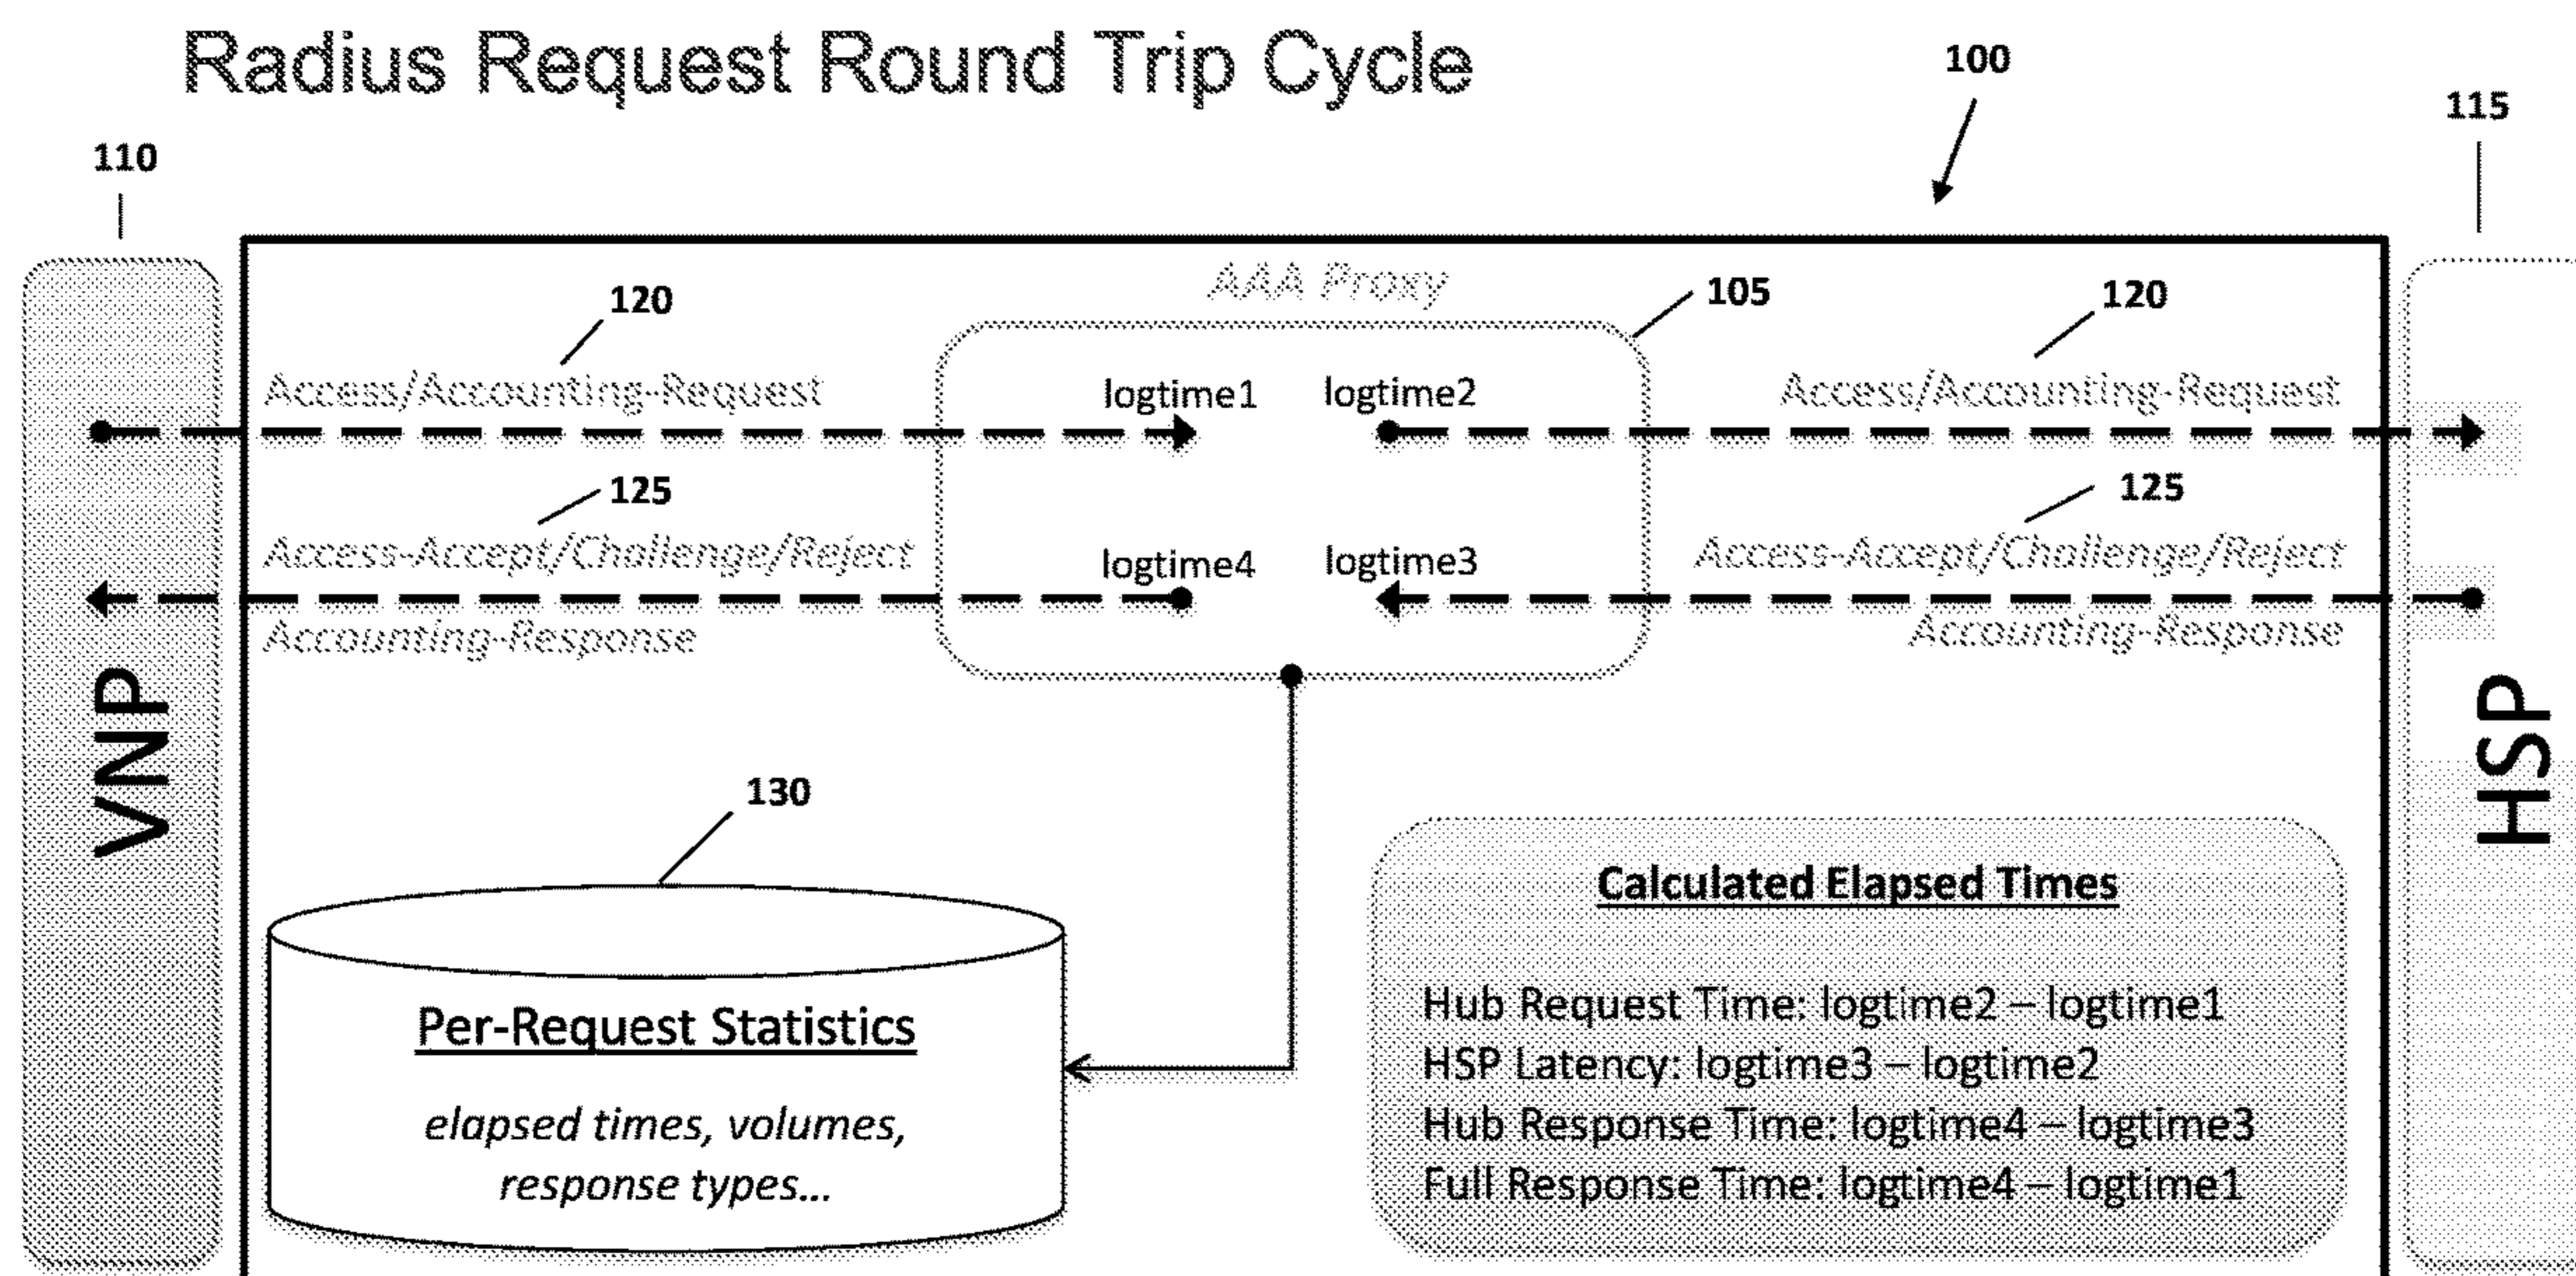 Radius Request Round Trip Cycle
100
115
110
AAA Proxy
120
105
120
Access/Accounting-Request
logtime1
logtime2
Access/Accounting-Request
125
125
Access-Accept/Challenge/Reject
logtime4
logtime3
Access-Accept/Challenge/Reject
Accounting-Response
Accounting-Response
VNP
HSP
130
Calculated Elapsed Times
Per-Request Statistics
elapsed times, volumes,
response types...
Hub Request Time: logtime2 – logtime1
HSP Latency: logtime3 – logtime2
Hub Response Time: logtime4 – logtime3
Full Response Time: logtime4 – logtime1